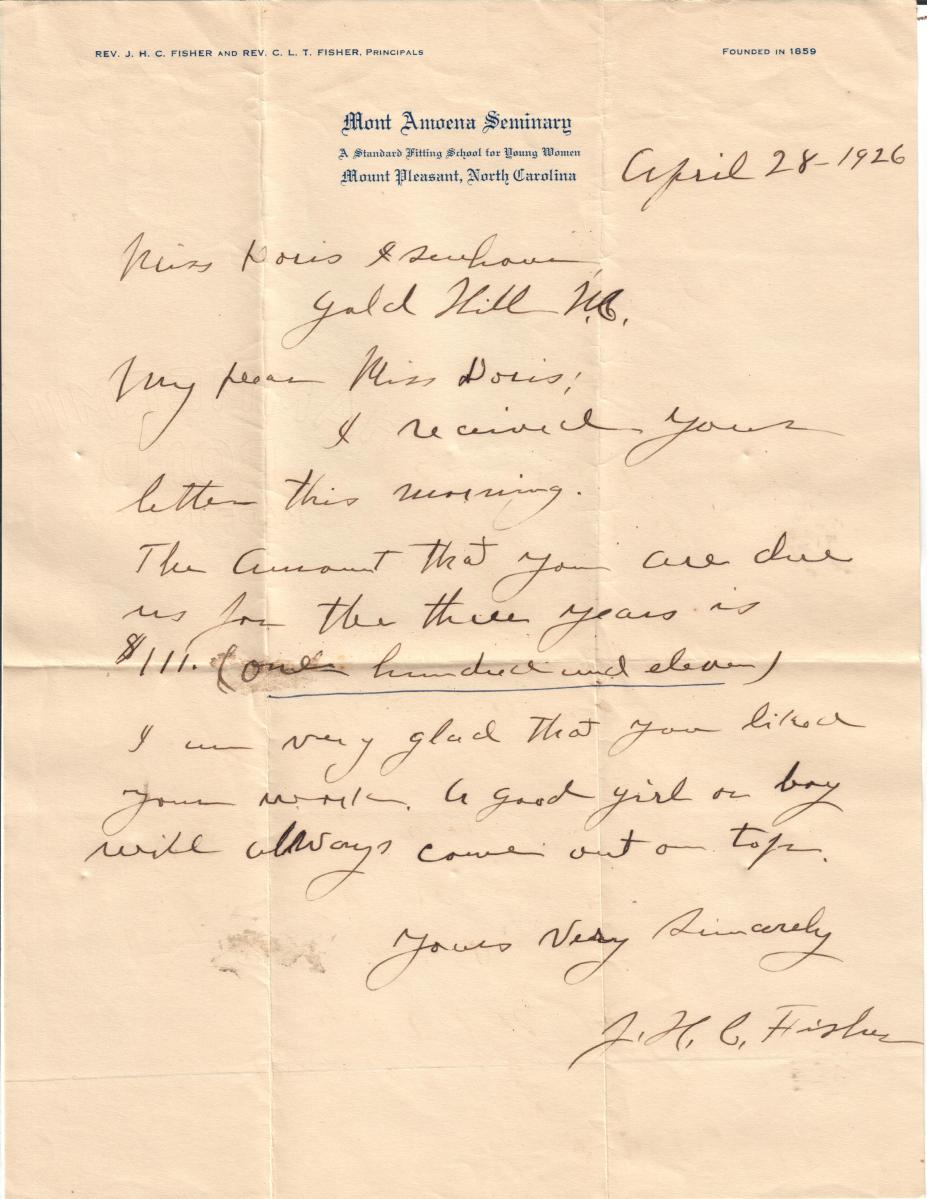 REV. J. H. C. FISHER AND REV. C. L. T. FISHER, PRINCIPALS
FOUNDED IN 1859
Mont Amoena Seminary
A Standard Fitting School for Young Women
Mount Pleasant, North Carolina
April 28-1926
Miss Doris
Gold Hill N.C.
My Dear Miss Doris;
I received your
letter this morning.
The Amount that you are due
us for the three years is
$111. (one hundred and eleven)
I am very glad that you liked
your work. A good girl or boy
will always come out on top.
Yours Very Sincerely
J. H. C. Fisher